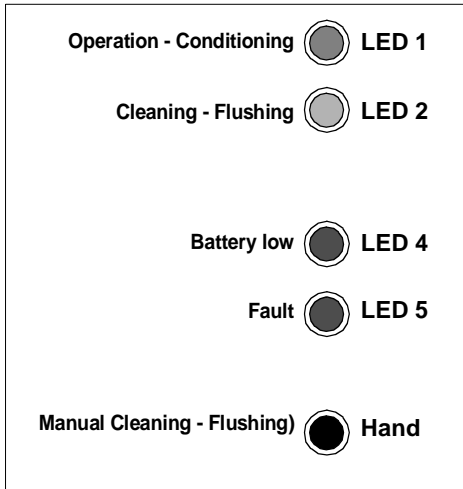 Operation - Conditioning LED 1
Cleaning - Flushing LED 2
Battery low LED 4
Fault LED 5
Manual Cleaning - Flushing) Hand